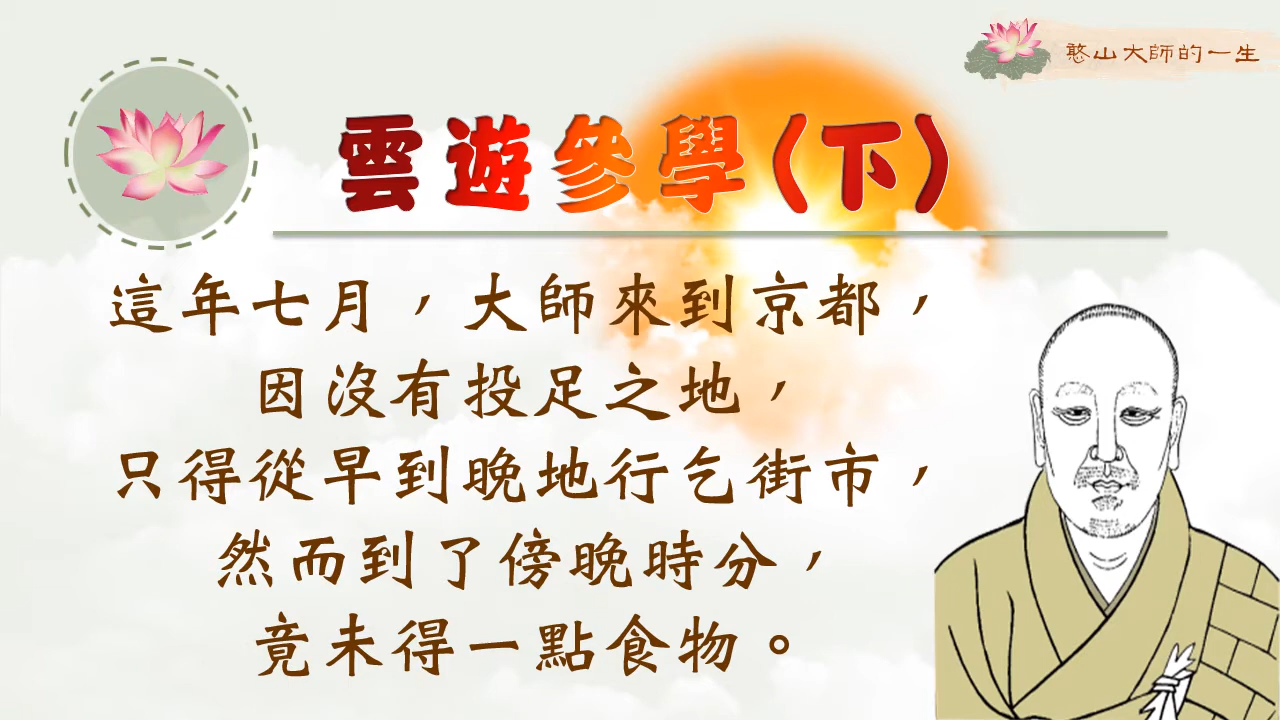 憨山大師的一生
雲遊參學(下)
這年七月，大師來到京都，
因沒有投足之地，
只得從早到晚地行乞街市，
然而到了傍晚時分，
竟未得一點食物。